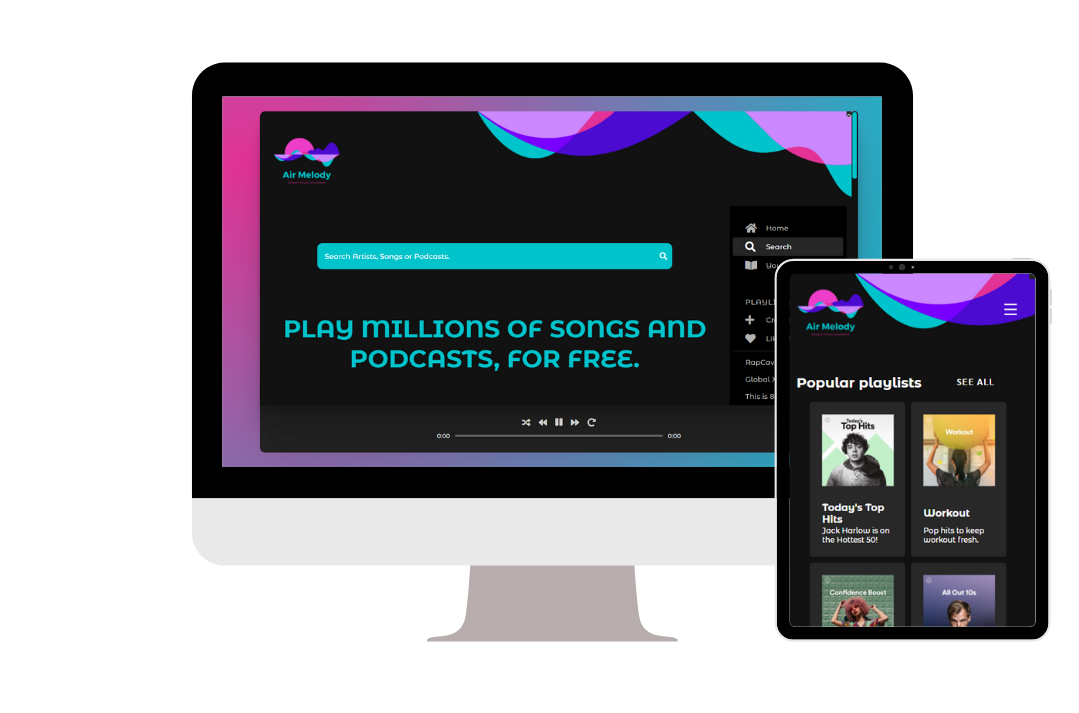 Air Melody
Home
Search
You
Search Artists, Songs or Podcasts.
PLAYLI
Cr
Li
PLAY MILLIONS OF SONGS AND
PODCASTS, FOR FREE.
RapCav
Global X
This is 8
0:00
0:00
Air Melody
Popular playlists
SEE ALL
Today's
Top Hits
Workout
Today's Top
Hits
Jack Harlow is on
the Hottest 50!
Workout
Pop hits to keep
workout fresh.
Confidence Boost
All Out 10s